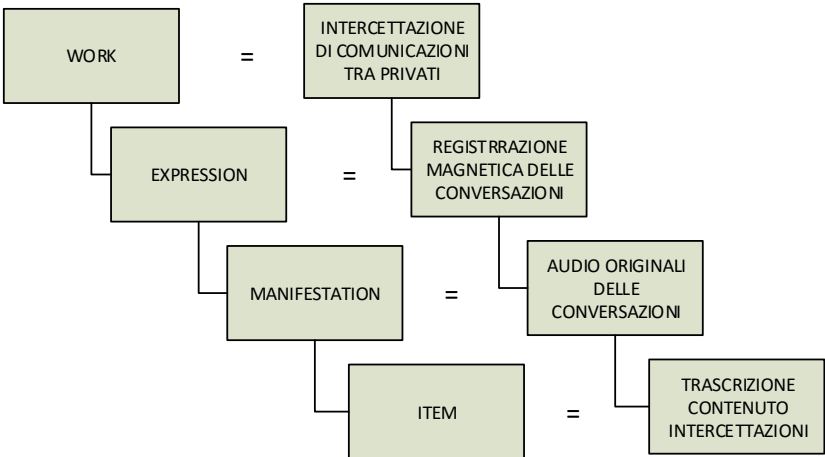 WORK
=
INTERCETTAZIONE
DI COMUNICAZIONI
TRA PRIVATI
EXPRESSION
=
REGISTRRAZIONE
MAGNETICA DELLE
CONVERSAZIONI
MANIFESTATION
=
AUDIO ORIGINALI
DELLE
CONVERSAZIONI
ITEM
=
TRASCRIZIONE
CONTENUTO
INTERCETTAZIONI